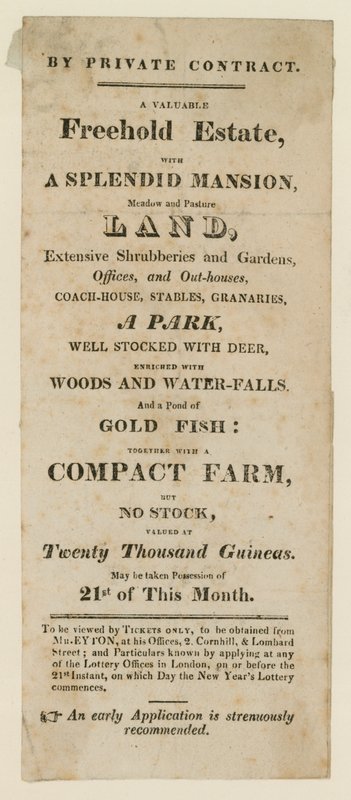 BY PRIVATE CONTRACT.
A VALUABLE
Freehold Estate,
WITH
A SPLENDID MANSION,
Meadow and Pasture
LAND,
Extensive Shrubberies and Gardens,
Offices, and Out-houses,
COACH-HOUSE, STABLES, GRANARIES,
A PARK,
WELL STOCKED WITH DEER,
ENRICHED WITH
WOODS AND WATER-FALLS.
And a Pond of
GOLD FISH:
TOGETHER WITH A
COMPACT FARM,
BUT
NO STOCK,
VALUED AT
Twenty Thousand Guineas.
May be taken Possession of
21st of This Month.
To be viewed by TICKETS ONLY, to be obtained from
MR. EYTON, at his Offices, 2. Cornhill, & Lombard
Street; and Particulars known by applying at any
of the Lottery Offices in London, on or before the
21st Instant, on which Day the New Year's Lottery
commences.
☞ An early Application is strenuously
recommended.